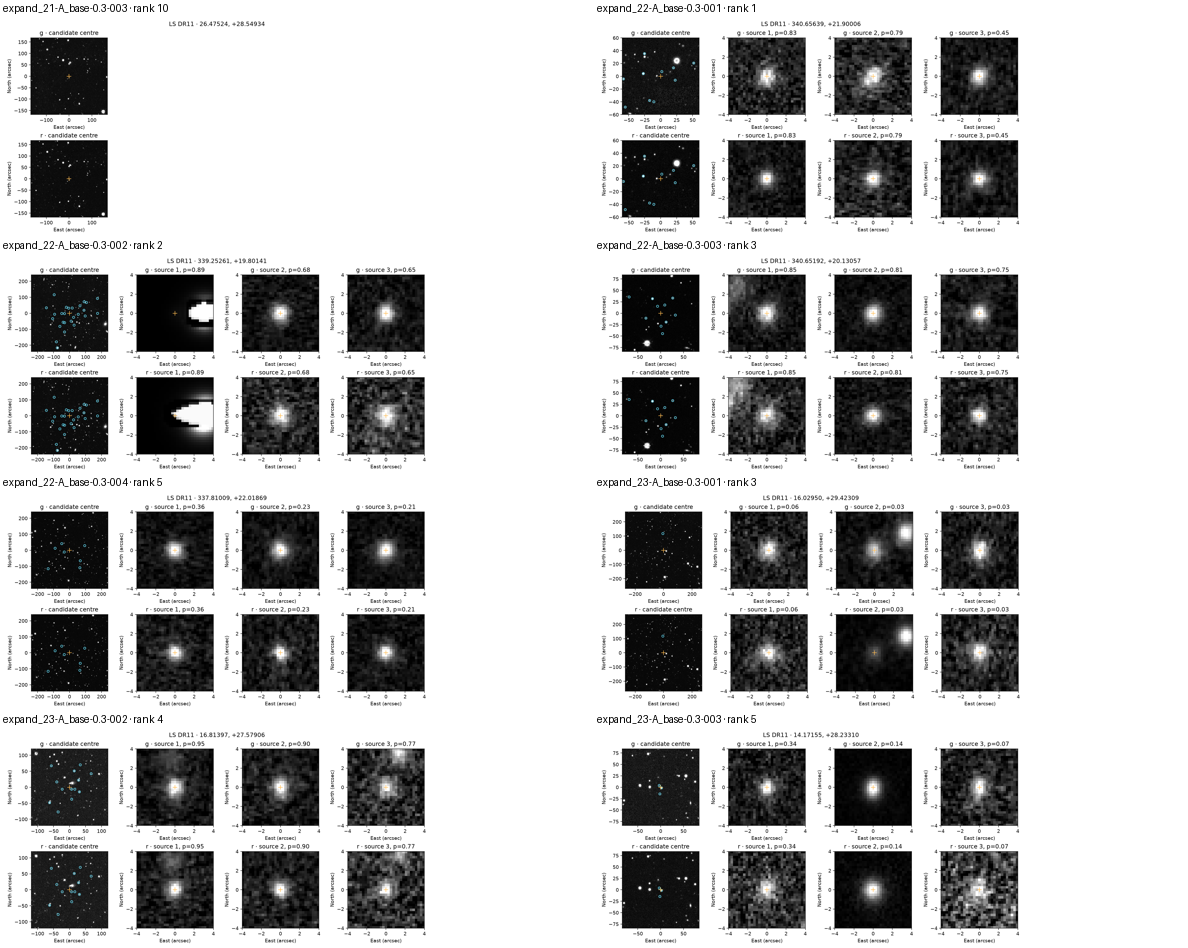 expand_21-A_base-0.3-003 · rank 10
LS DR11 · 26.47524, +28.54934
g · candidate centre
r · candidate centre
expand_22-A_base-0.3-001 · rank 1
LS DR11 · 340.65639, +21.90006
g · candidate centre
g · source 1, p=0.83
g · source 2, p=0.79
g · source 3, p=0.45
r · candidate centre
r · source 1, p=0.83
r · source 2, p=0.79
r · source 3, p=0.45
expand_22-A_base-0.3-002 · rank 2
LS DR11 · 339.25261, +19.80141
g · candidate centre
g · source 1, p=0.89
g · source 2, p=0.68
g · source 3, p=0.65
r · candidate centre
r · source 1, p=0.89
r · source 2, p=0.68
r · source 3, p=0.65
expand_22-A_base-0.3-003 · rank 3
LS DR11 · 340.65192, +20.13057
g · candidate centre
g · source 1, p=0.85
g · source 2, p=0.81
g · source 3, p=0.75
r · candidate centre
r · source 1, p=0.85
r · source 2, p=0.81
r · source 3, p=0.75
expand_22-A_base-0.3-004 · rank 5
LS DR11 · 337.81009, +22.01869
g · candidate centre
g · source 1, p=0.36
g · source 2, p=0.23
g · source 3, p=0.21
r · candidate centre
r · source 1, p=0.36
r · source 2, p=0.23
r · source 3, p=0.21
expand_23-A_base-0.3-001 · rank 3
LS DR11 · 16.02950, +29.42309
g · candidate centre
g · source 1, p=0.06
g · source 2, p=0.03
g · source 3, p=0.03
r · candidate centre
r · source 1, p=0.06
r · source 2, p=0.03
r · source 3, p=0.03
expand_23-A_base-0.3-002 · rank 4
LS DR11 · 16.81397, +27.57906
g · candidate centre
g · source 1, p=0.95
g · source 2, p=0.90
g · source 3, p=0.77
r · candidate centre
r · source 1, p=0.95
r · source 2, p=0.90
r · source 3, p=0.77
expand_23-A_base-0.3-003 · rank 5
LS DR11 · 14.17155, +28.23310
g · candidate centre
g · source 1, p=0.34
g · source 2, p=0.14
g · source 3, p=0.07
r · candidate centre
r · source 1, p=0.34
r · source 2, p=0.14
r · source 3, p=0.07
East (arcsec)
North (arcsec)